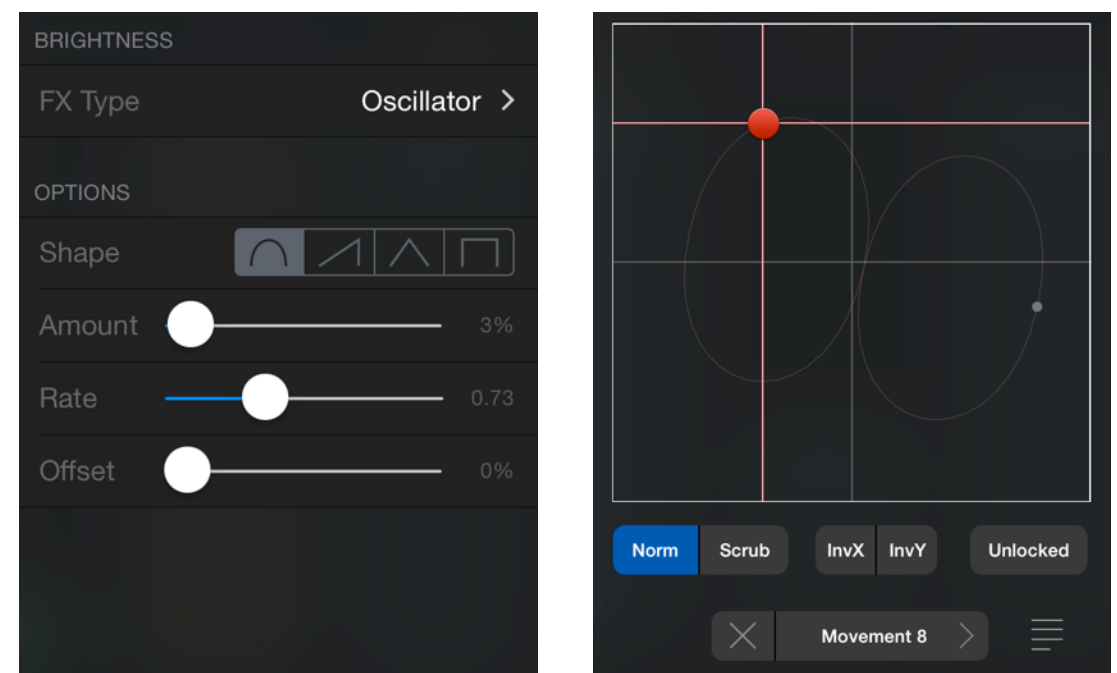 BRIGHTNESS
FX Type Oscillator
OPTIONS
Shape
Amount 3%
Rate 0.73
Offset 0%
Norm Scrub InvX InvY Unlocked
Movement 8